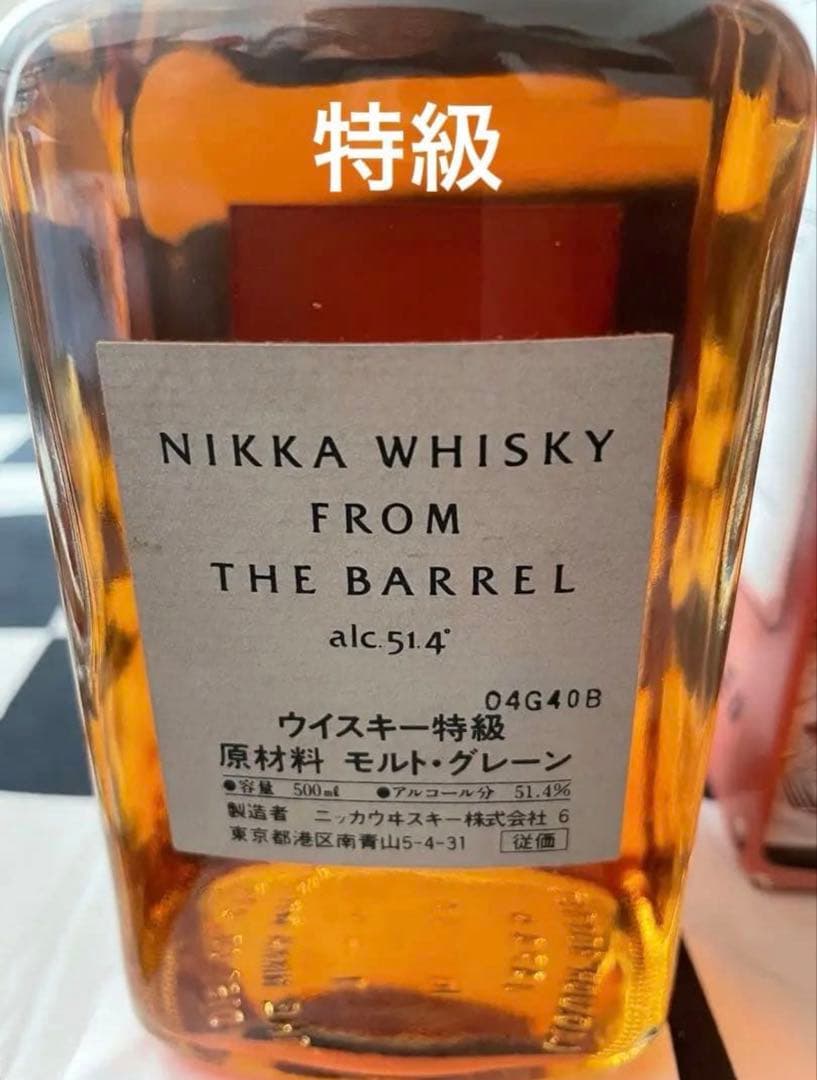 特級
NIKKA WHISKY
FROM
THE BARREL
alc.51.4°
04G40B
ウイスキー特級
原材料 モルト・グレーン
●容量 500㎖ ●アルコール分 51.4%
製造者 ニッカウヰスキー株式会社 6
東京都港区南青山5-4-31 従価